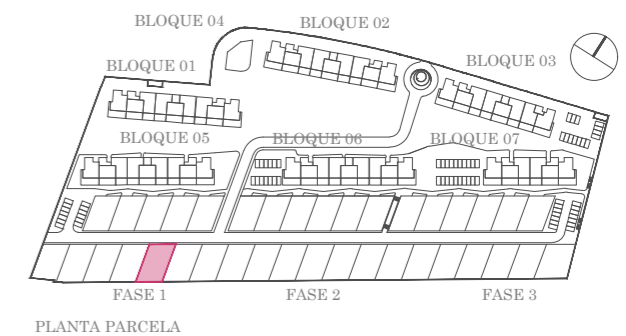 BLOQUE 04
BLOQUE 02
BLOQUE 01
BLOQUE 03
BLOQUE 05
BLOQUE 06
BLOQUE 07
FASE 1
FASE 2
FASE 3
PLANTA PARCELA